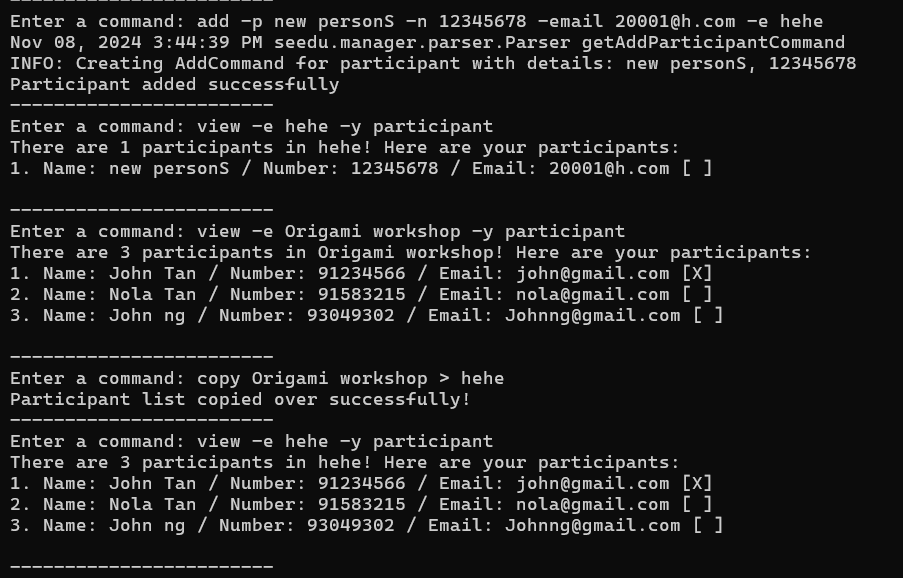 ------------------------
Enter a command: add -p new personS -n 12345678 -email 20001@h.com -e hehe
Nov 08, 2024 3:44:39 PM seedu.manager.parser.Parser getAddParticipantCommand
INFO: Creating AddCommand for participant with details: new personS, 12345678
Participant added successfully
------------------------
Enter a command: view -e hehe -y participant
There are 1 participants in hehe! Here are your participants:
1. Name: new personS / Number: 12345678 / Email: 20001@h.com [ ]
------------------------
Enter a command: view -e Origami workshop -y participant
There are 3 participants in Origami workshop! Here are your participants:
1. Name: John Tan / Number: 91234566 / Email: john@gmail.com [X]
2. Name: Nola Tan / Number: 91583215 / Email: nola@gmail.com [ ]
3. Name: John ng / Number: 93049302 / Email: Johnng@gmail.com [ ]
------------------------
Enter a command: copy Origami workshop > hehe
Participant list copied over successfully!
------------------------
Enter a command: view -e hehe -y participant
There are 3 participants in hehe! Here are your participants:
1. Name: John Tan / Number: 91234566 / Email: john@gmail.com [X]
2. Name: Nola Tan / Number: 91583215 / Email: nola@gmail.com [ ]
3. Name: John ng / Number: 93049302 / Email: Johnng@gmail.com [ ]
------------------------